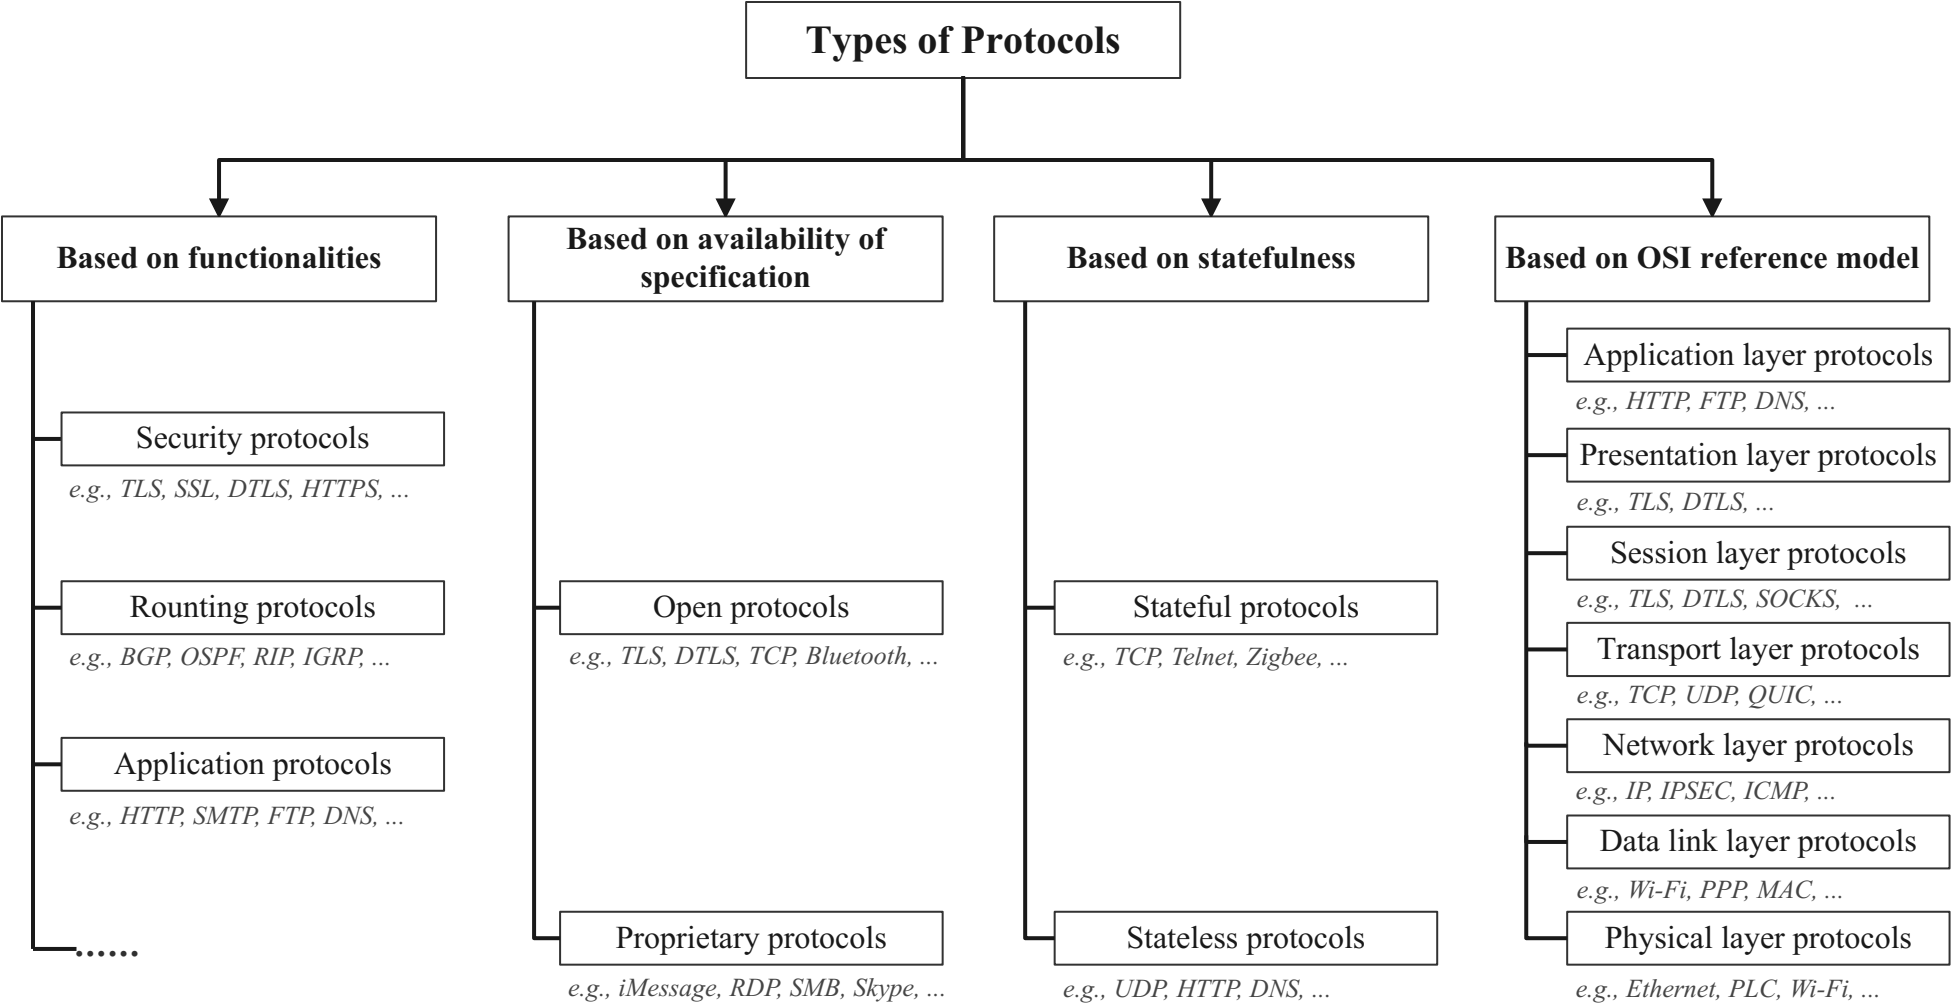 Types of Protocols
Based on functionalities
Security protocols
e.g., TLS, SSL, DTLS, HTTPS, ...
Rounting protocols
e.g., BGP, OSPF, RIP, IGRP, ...
Application protocols
e.g., HTTP, SMTP, FTP, DNS, ...
......
Based on availability of
specification
Open protocols
e.g., TLS, DTLS, TCP, Bluetooth, ...
Proprietary protocols
e.g., iMessage, RDP, SMB, Skype, ...
Based on statefulness
Stateful protocols
e.g., TCP, Telnet, Zigbee, ...
Stateless protocols
e.g., UDP, HTTP, DNS, ...
Based on OSI reference model
Application layer protocols
e.g., HTTP, FTP, DNS, ...
Presentation layer protocols
e.g., TLS, DTLS, ...
Session layer protocols
e.g., TLS, DTLS, SOCKS, ...
Transport layer protocols
e.g., TCP, UDP, QUIC, ...
Network layer protocols
e.g., IP, IPSEC, ICMP, ...
Data link layer protocols
e.g., Wi-Fi, PPP, MAC, ...
Physical layer protocols
e.g., Ethernet, PLC, Wi-Fi, ...